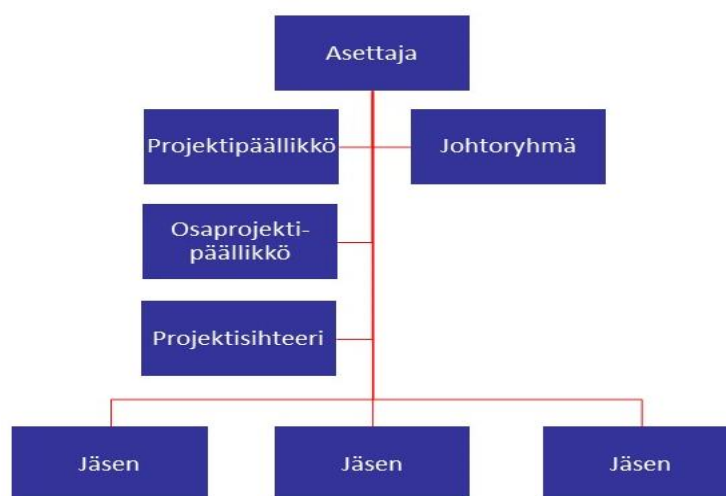 Asettaja
Projektipäällikkö
Johtoryhmä
Osaprojekti-
päällikkö
Projektisihteeri
Jäsen
Jäsen
Jäsen